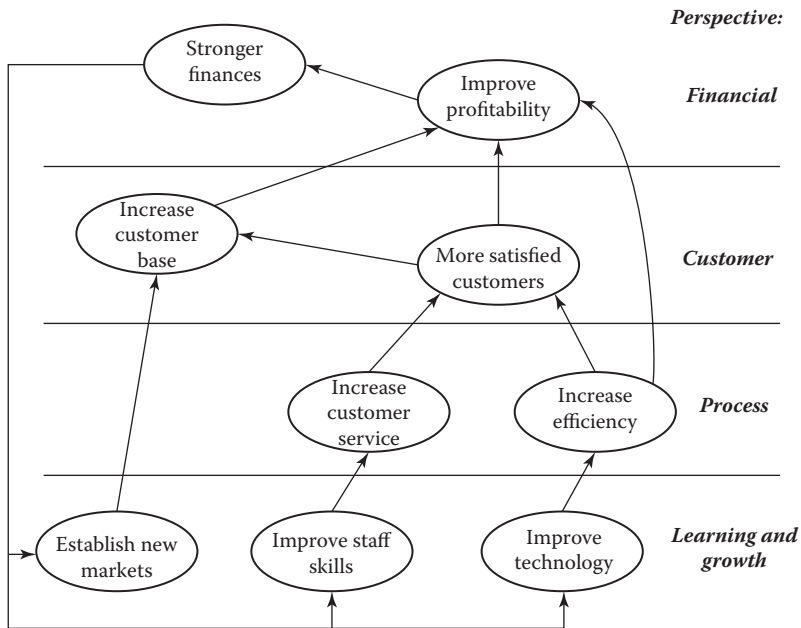 Perspective:
Stronger
finances
Improve
profitability
Financial
Increase
customer
base
More satisfied
customers
Customer
Increase
customer
service
Increase
efficiency
Process
Establish new
markets
Improve staff
skills
Improve
technology
Learning and
growth